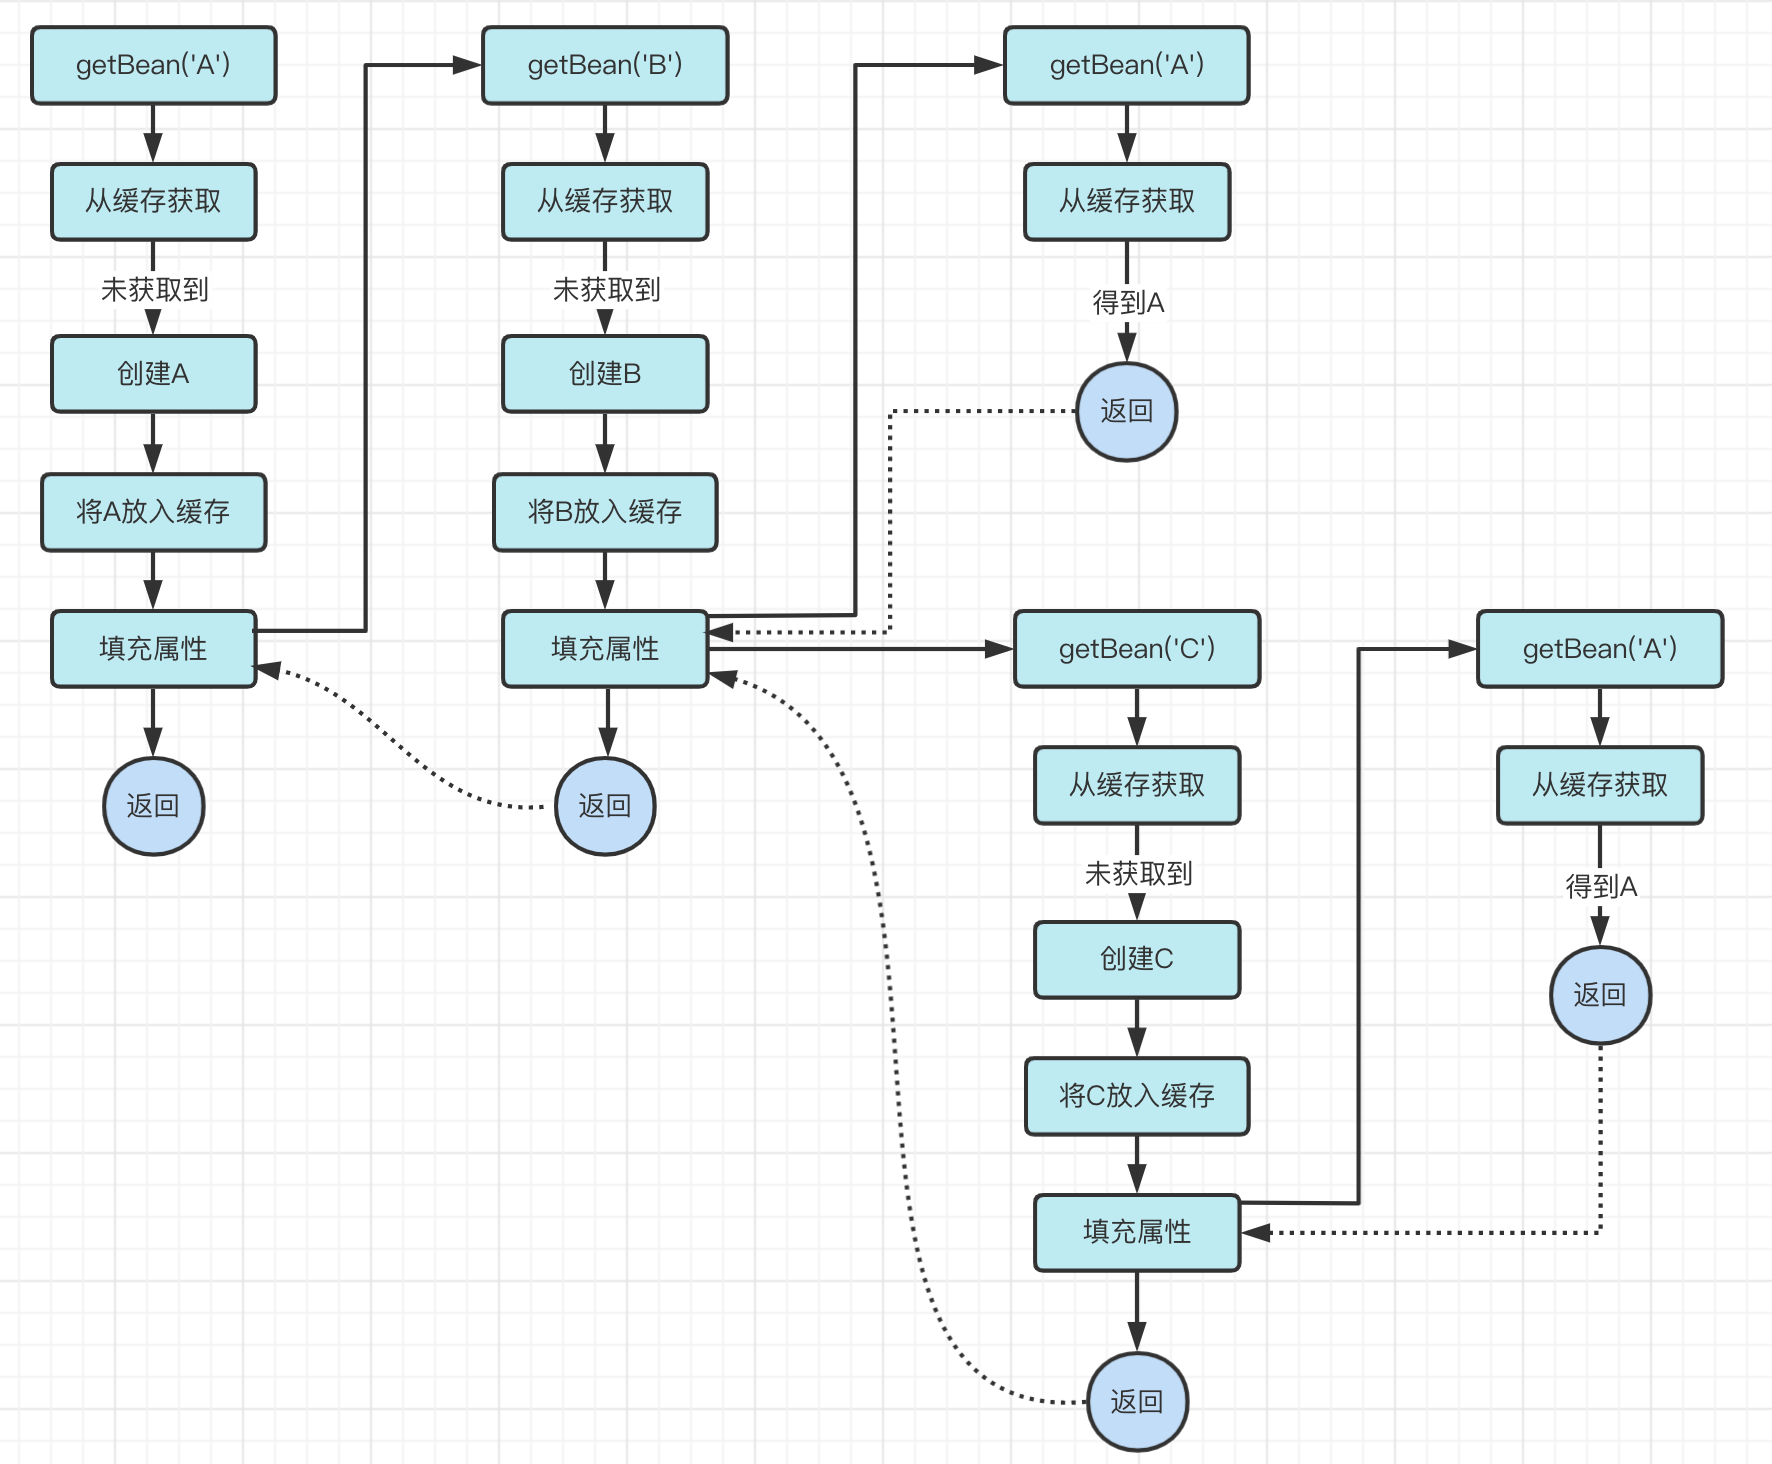 getBean('A')
从缓存获取
未获取到
创建A
将A放入缓存
填充属性
返回
getBean('B')
从缓存获取
未获取到
创建B
将B放入缓存
填充属性
返回
getBean('A')
从缓存获取
得到A
返回
getBean('C')
从缓存获取
未获取到
创建C
将C放入缓存
填充属性
返回
getBean('A')
从缓存获取
得到A
返回